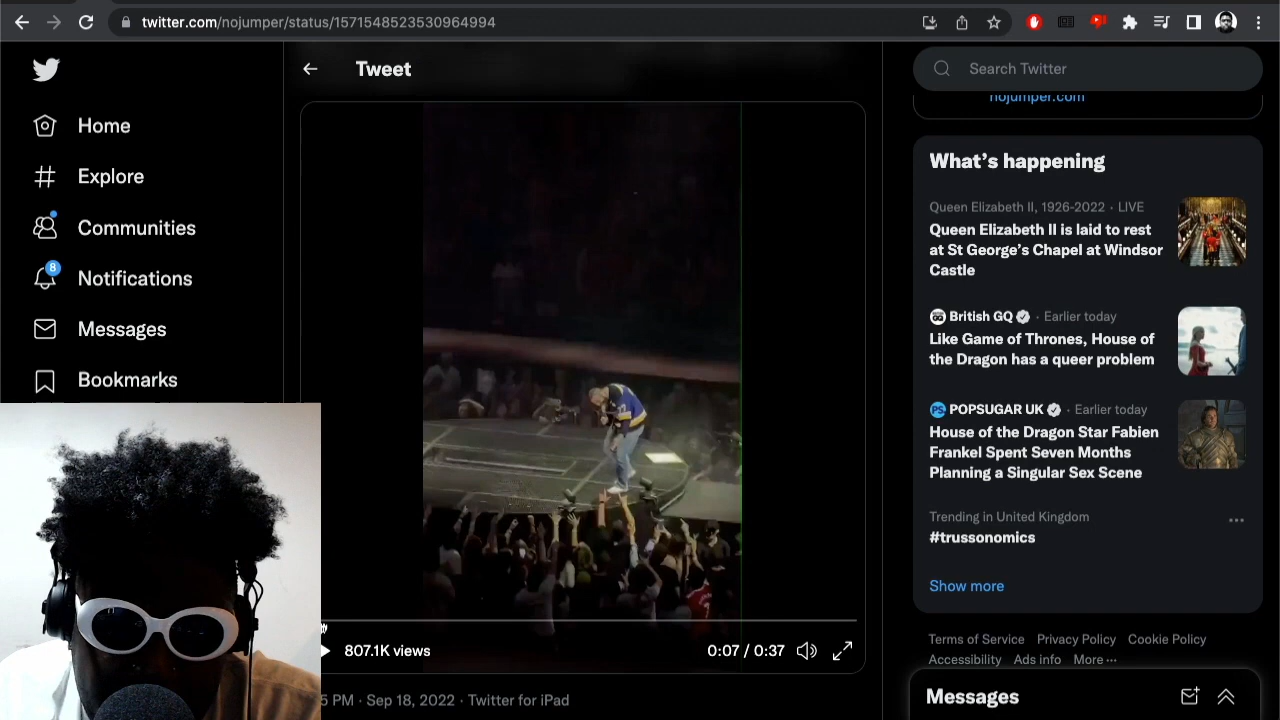 twitter.com/nojumper/status/1571548523530964994
Tweet
Search Twitter
nojumper.com
Home
Explore
Communities
8
Notifications
Messages
Bookmarks
What's happening
Queen Elizabeth II, 1926-2022 · LIVE
Queen Elizabeth II is laid to rest
at St George's Chapel at Windsor
Castle
British GQ · Earlier today
Like Game of Thrones, House of
the Dragon has a queer problem
PS POPSUGAR UK · Earlier today
House of the Dragon Star Fabien
Frankel Spent Seven Months
Planning a Singular Sex Scene
Trending in United Kingdom
#trussonomics
Show more
807.1K views
0:07 / 0:37
5 PM · Sep 18, 2022 · Twitter for iPad
Terms of Service Privacy Policy Cookie Policy
Accessibility Ads info More ···
Messages